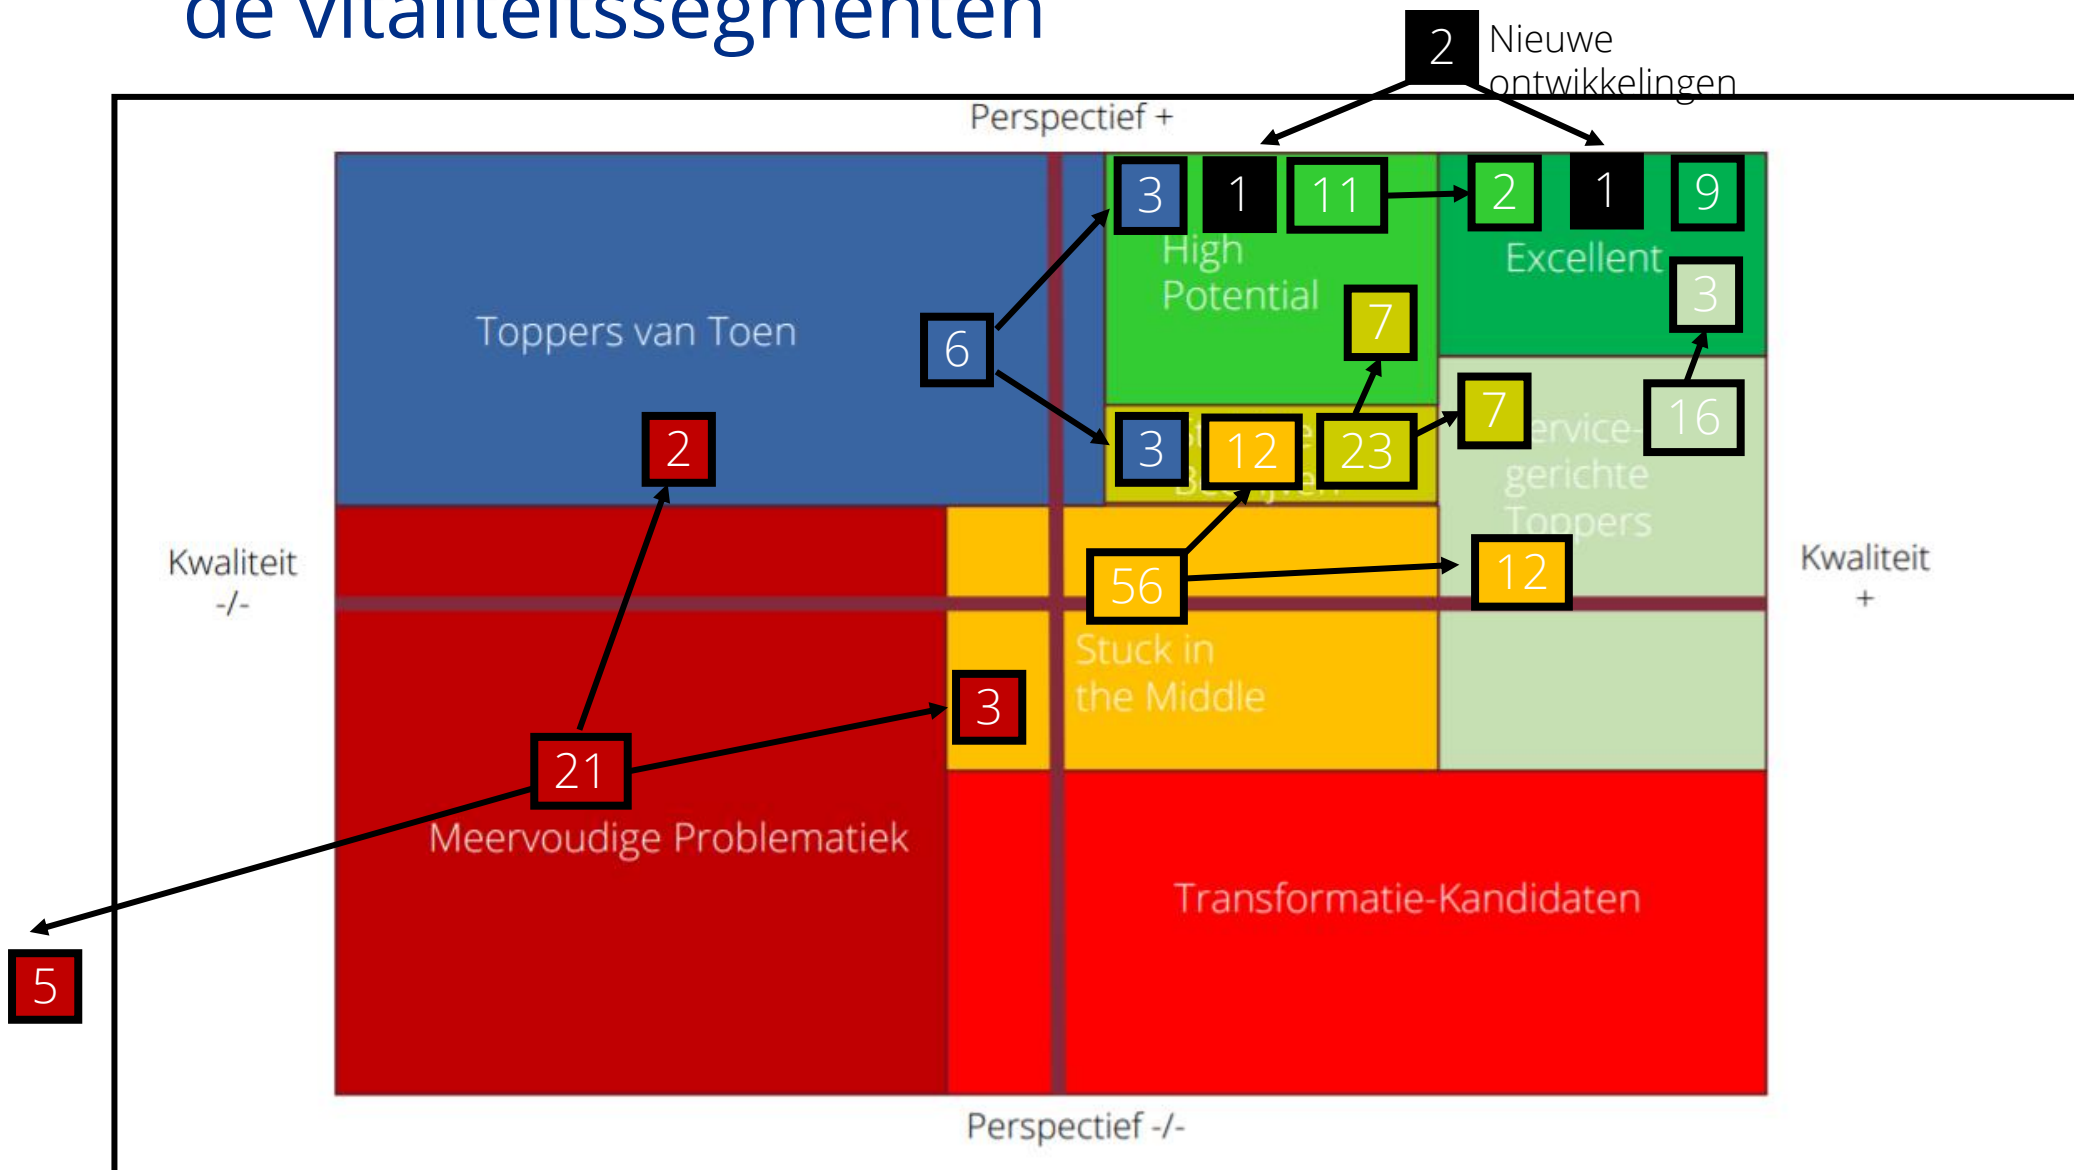 de vitaliteitssegmenten
2
Nieuwe
ontwikkelingen
Perspectief +
3
1
11
2
1
9
High
Potential
Excellent
3
7
Toppers van Toen
6
7
16
2
3
12
23
gerichte
Toppers
Kwaliteit
-/-
56
12
Kwaliteit
+
Stuck in
the Middle
3
21
Meervoudige Problematiek
Transformatie-Kandidaten
5
Perspectief -/-